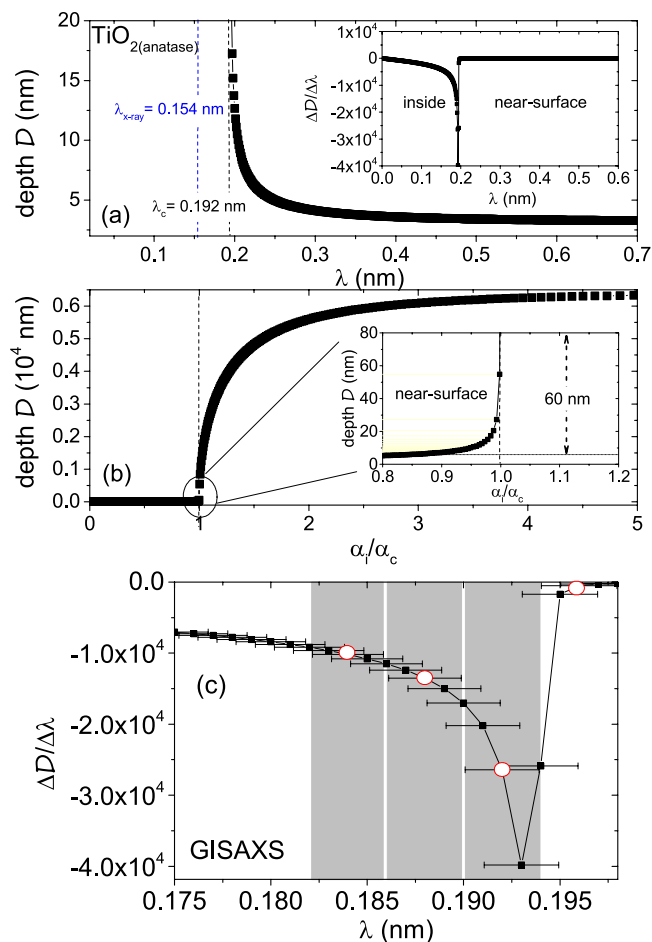 TiO2(anatase)
λx-ray= 0.154 nm
λc=0.192 nm
(a)
depth D (nm)
20
15
10
5
0.1 0.2 0.3 0.4 0.5 0.6 0.7
λ (nm)
1x10^4
0
-1x10^4
-2x10^4
-3x10^4
-4x10^4
ΔD/Δλ
inside
near-surface
0.0 0.1 0.2 0.3 0.4 0.5 0.6
λ (nm)
depth D (10^4 nm)
0.6
0.4
0.2
0.0
(b)
0 1 2 3 4 5
αi/αc
depth D (nm)
80
60
40
20
0
near-surface
60 nm
0.8 0.9 1.0 1.1 1.2
αi/αc
ΔD/Δλ
0.0
-1.0x10^4
-2.0x10^4
-3.0x10^4
-4.0x10^4
(c)
GISAXS
0.175 0.180 0.185 0.190 0.195
λ (nm)